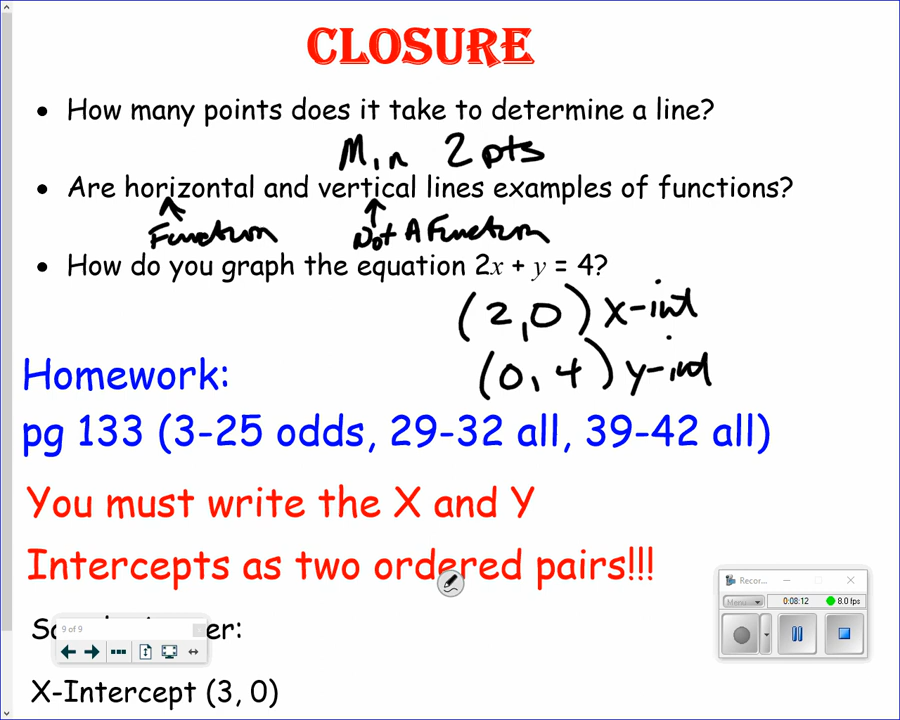 CLOSURE
• How many points does it take to determine a line?
Min 2 pts
• Are horizontal and vertical lines examples of functions?
Function Not A Function
• How do you graph the equation 2x + y = 4?
(2,0) x-int
(0,4) y-int
Homework:
pg 133 (3-25 odds, 29-32 all, 39-42 all)
You must write the X and Y
Intercepts as two ordered pairs!!!
Recor...
Menu
0:08:12 8.0 fps
9 of 9
er:
X-Intercept (3, 0)